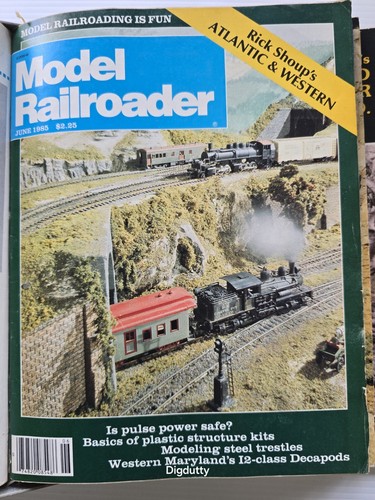 MODEL RAILROADING IS FUN
Rick Shoup's
ATLANTIC & WESTERN
Model
Railroader
®
JUNE 1985 $2.25
Is pulse power safe?
Basics of plastic structure kits
Modeling steel trestles
Western Maryland's I2-class Decapods
Digdutty